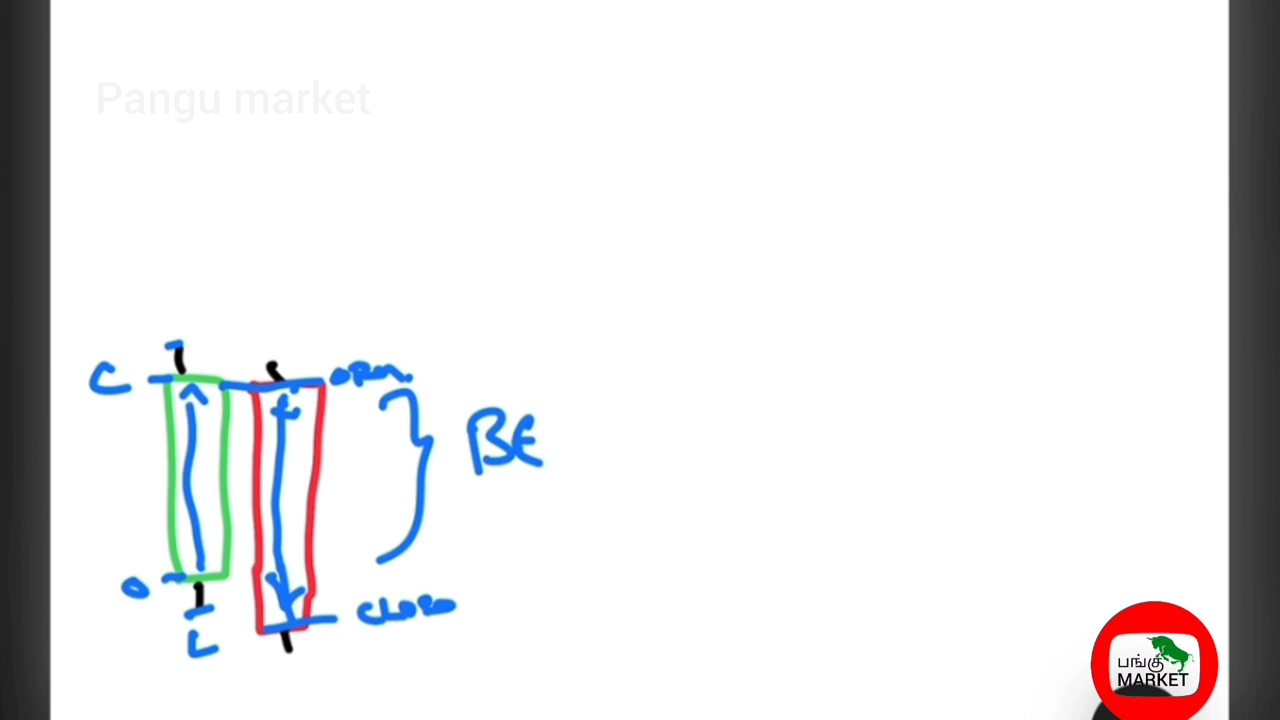 Pangu market
C
OPEN
BE
O
CLOSE
L
பங்கு
MARKET